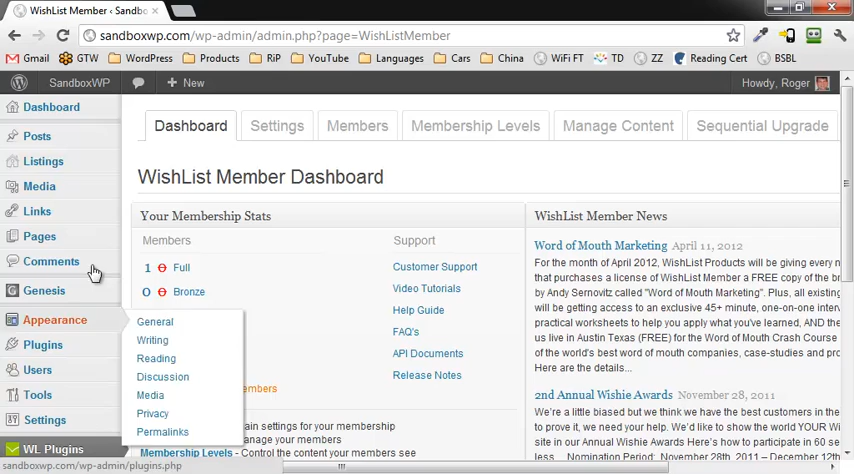 WishList Member ‹ Sandbo
sandboxwp.com/wp-admin/admin.php?page=WishListMember
Gmail GTW WordPress Products RiP YouTube Languages Cars China WiFi FT TD ZZ Reading Cert BSBL
SandboxWP + New Howdy, Roger
Dashboard
Posts
Listings
Media
Links
Pages
Comments
Genesis
Appearance
Plugins
Users
Tools
Settings
WL Plugins
General
Writing
Reading
Discussion
Media
Privacy
Permalinks
Dashboard Settings Members Membership Levels Manage Content Sequential Upgrade
WishList Member Dashboard
Your Membership Stats
Members
1 0 Full
0 0 Bronze
embers
Support
Customer Support
Video Tutorials
Help Guide
FAQ's
API Documents
Release Notes
ain settings for your membership
anage your members
Membership Levels - Control the content your members see
WishList Member News
Word of Mouth Marketing April 11, 2012
For the month of April 2012, WishList Products will be giving every n
that purchases a license of WishList Member a FREE copy of the br
by Andy Sernovitz called "Word of Mouth Marketing". Plus, all existing
will be getting access to an exclusive 45+ minute, one-on-one interv
practical worksheets to help you apply what you've learned, AND the
us live in Austin Texas (FREE) for the Word of Mouth Crash Course
of the world's best word of mouth companies, case-studies and pro
Here are the details...
2nd Annual Wishie Awards November 28, 2011
We're a little biased but we think we have the best customers in the
to prove it, we need your help. We'd like to show the world YOUR W
site in our Annual Wishie Awards Here's how to participate in 60 se
sandboxwp.com/wp-admin/plugins.php